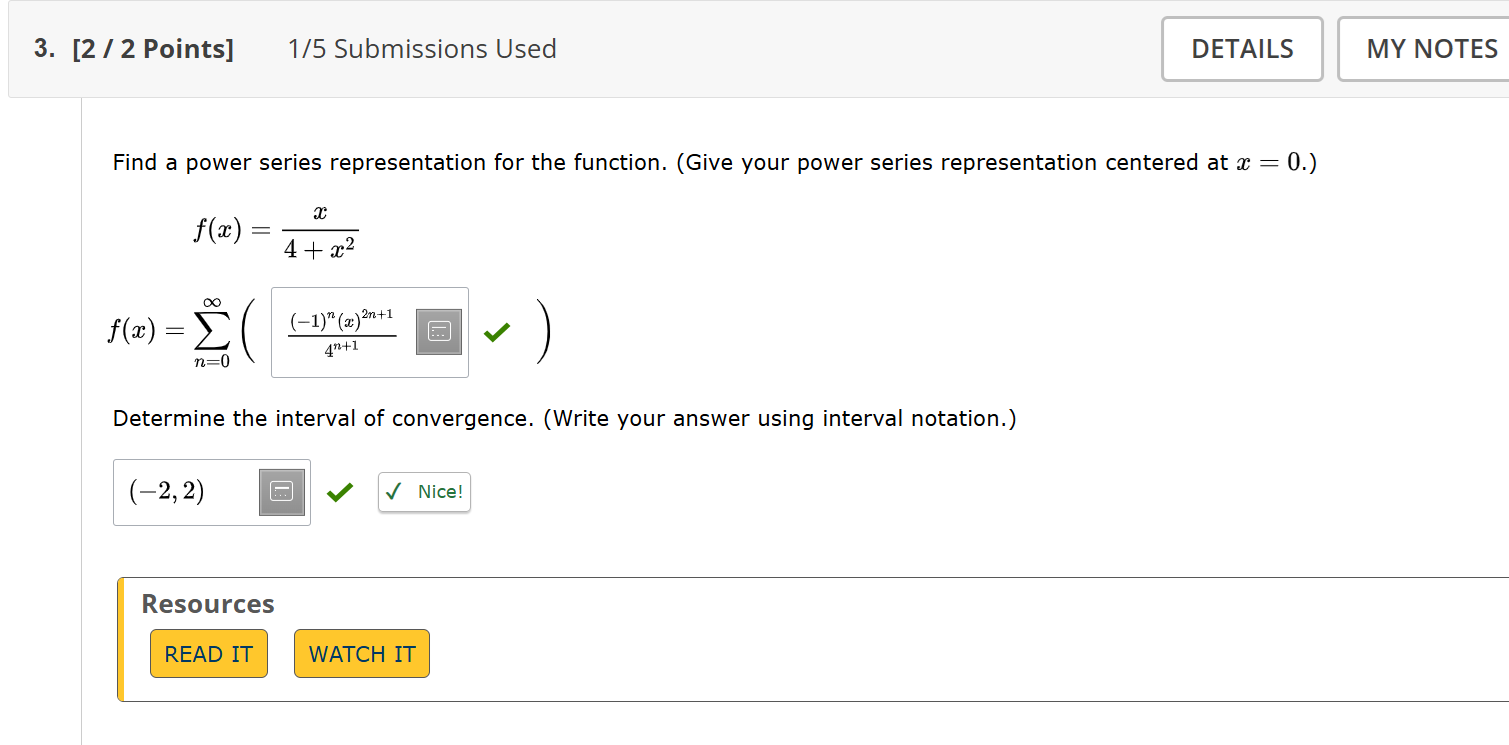 3. [2 / 2 Points] 1/5 Submissions Used DETAILS MY NOTES
Find a power series representation for the function. (Give your power series representation centered at x = 0.)
f(x) = x / (4 + x²)
f(x) = ∑_{n=0}^{∞} ( (−1)ⁿ(x)²ⁿ⁺¹ / 4ⁿ⁺¹ ✓ )
Determine the interval of convergence. (Write your answer using interval notation.)
(−2, 2) ✓ ✓ Nice!
Resources
READ IT WATCH IT